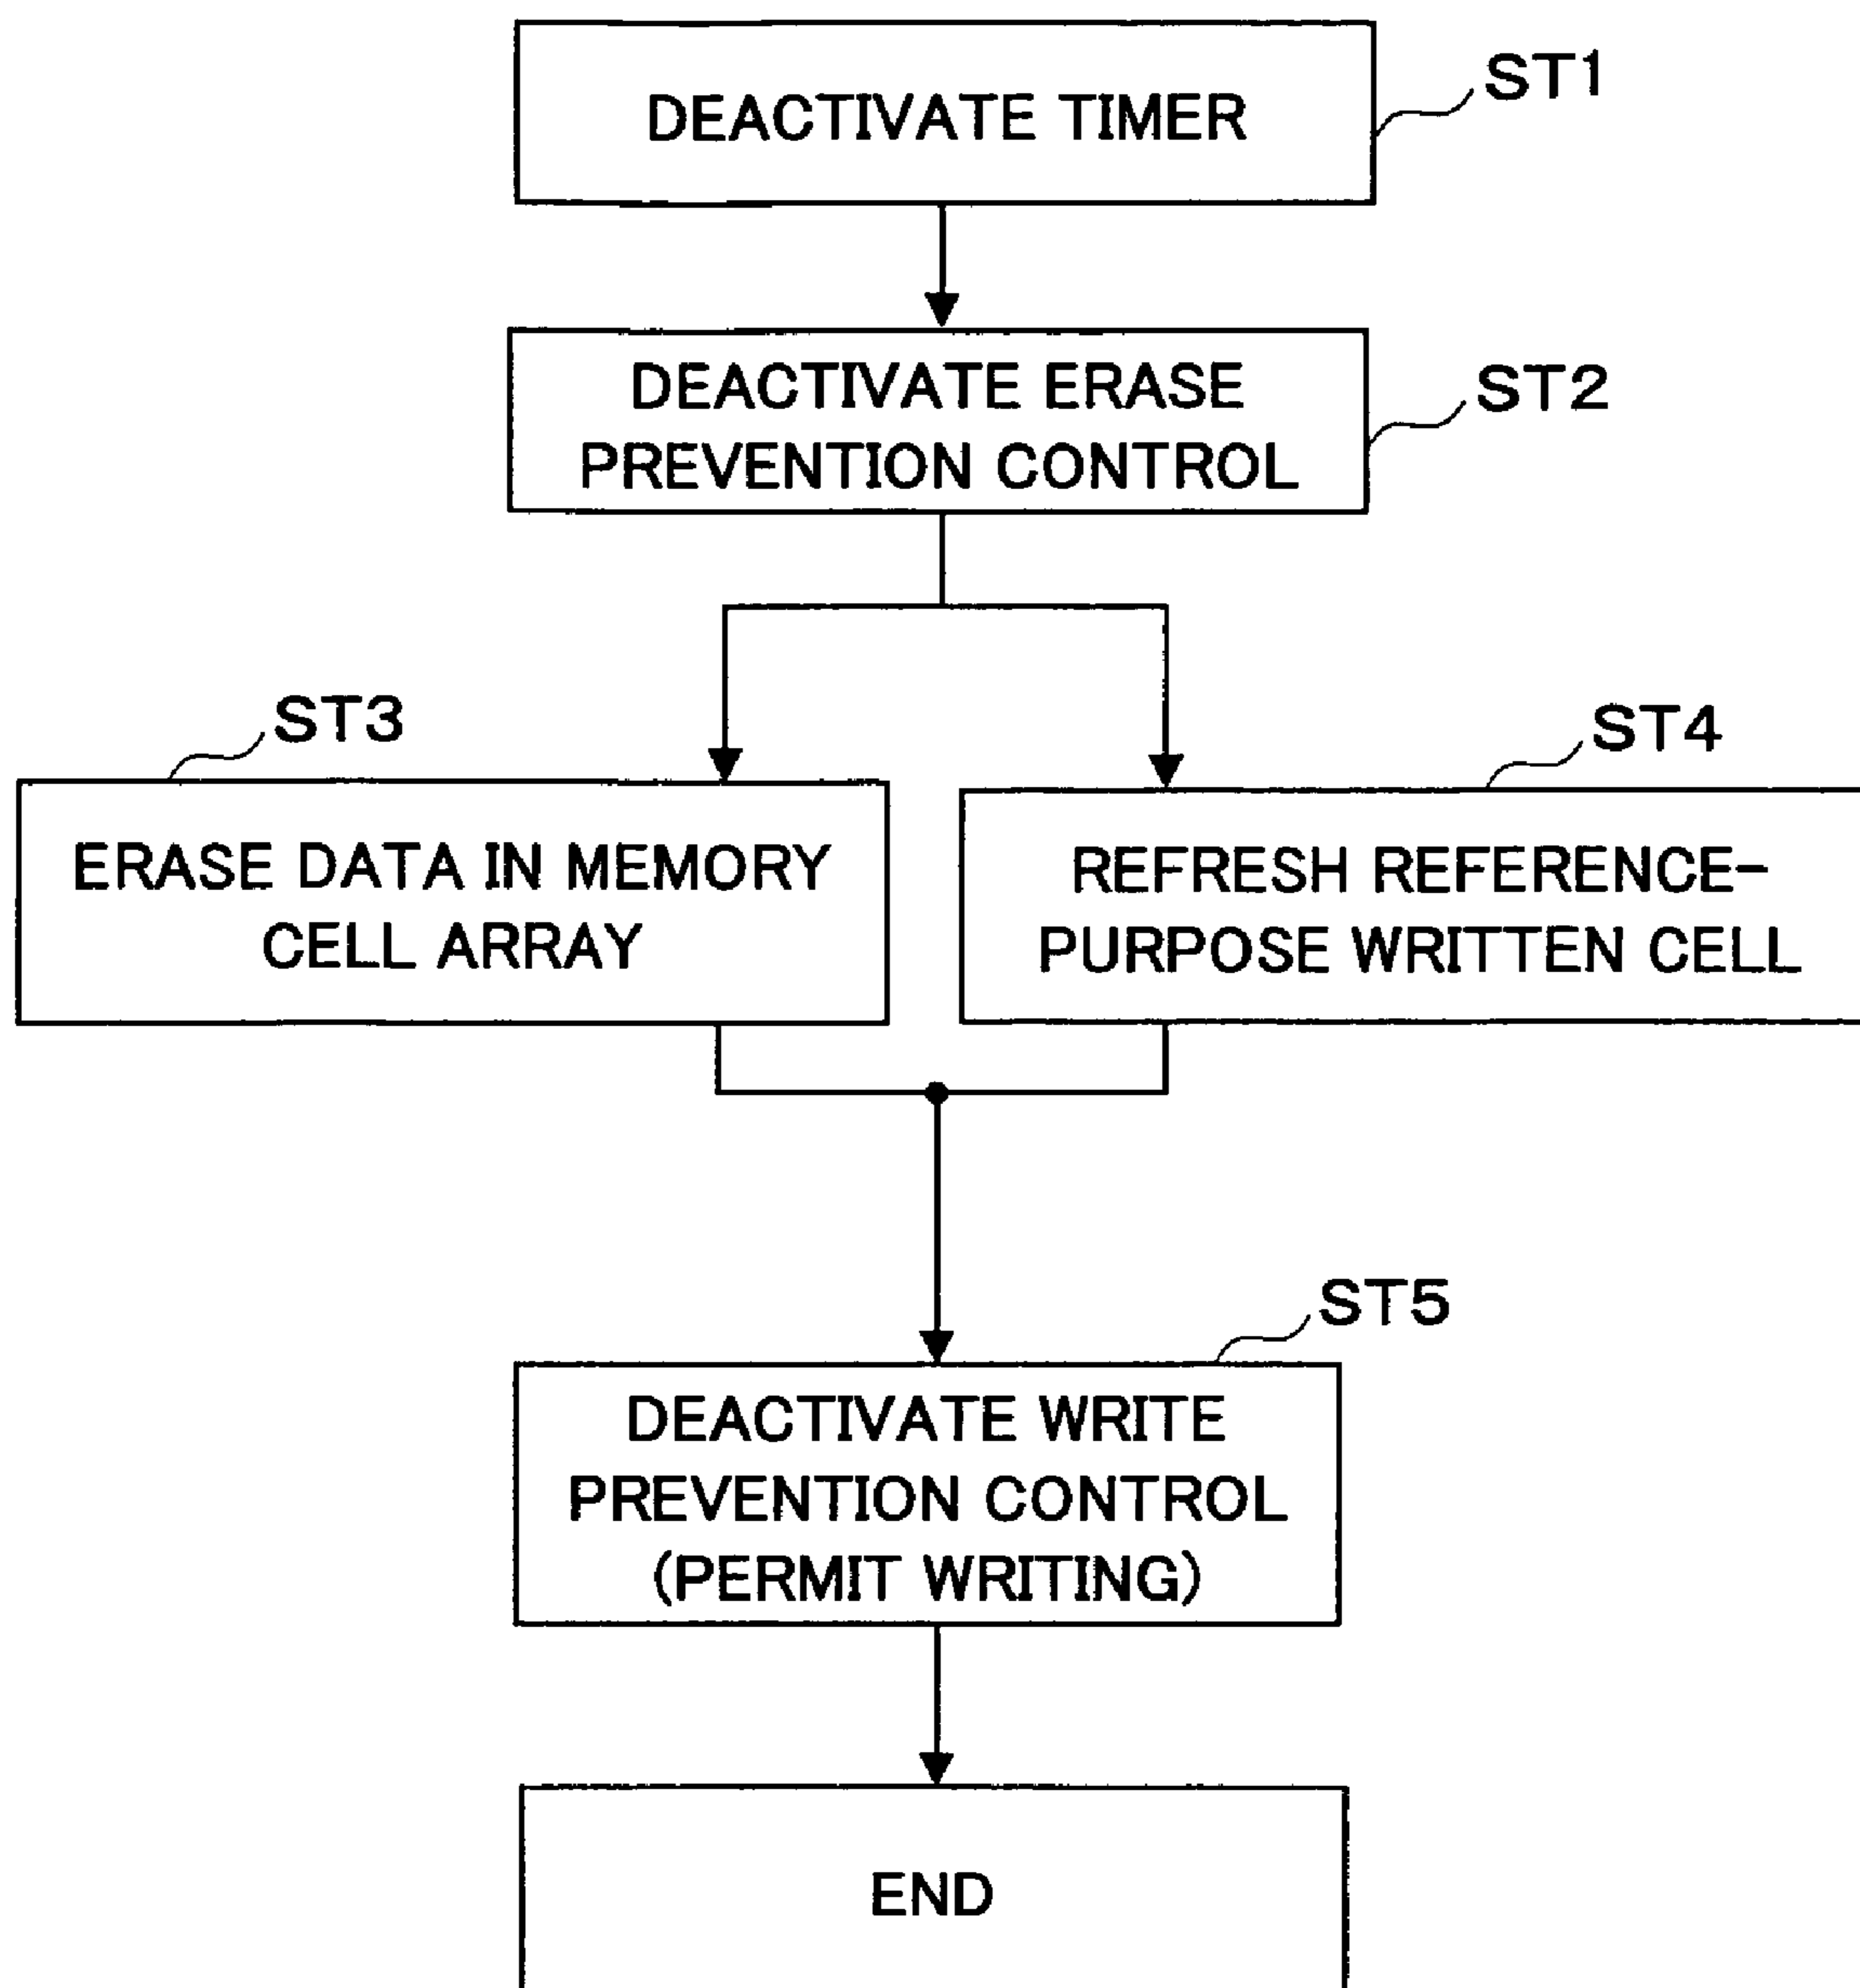 DEACTIVATE TIMER
ST1
DEACTIVATE ERASE
PREVENTION CONTROL
ST2
ST3
ERASE DATA IN MEMORY
CELL ARRAY
ST4
REFRESH REFERENCE-
PURPOSE WRITTEN CELL
ST5
DEACTIVATE WRITE
PREVENTION CONTROL
(PERMIT WRITING)
END